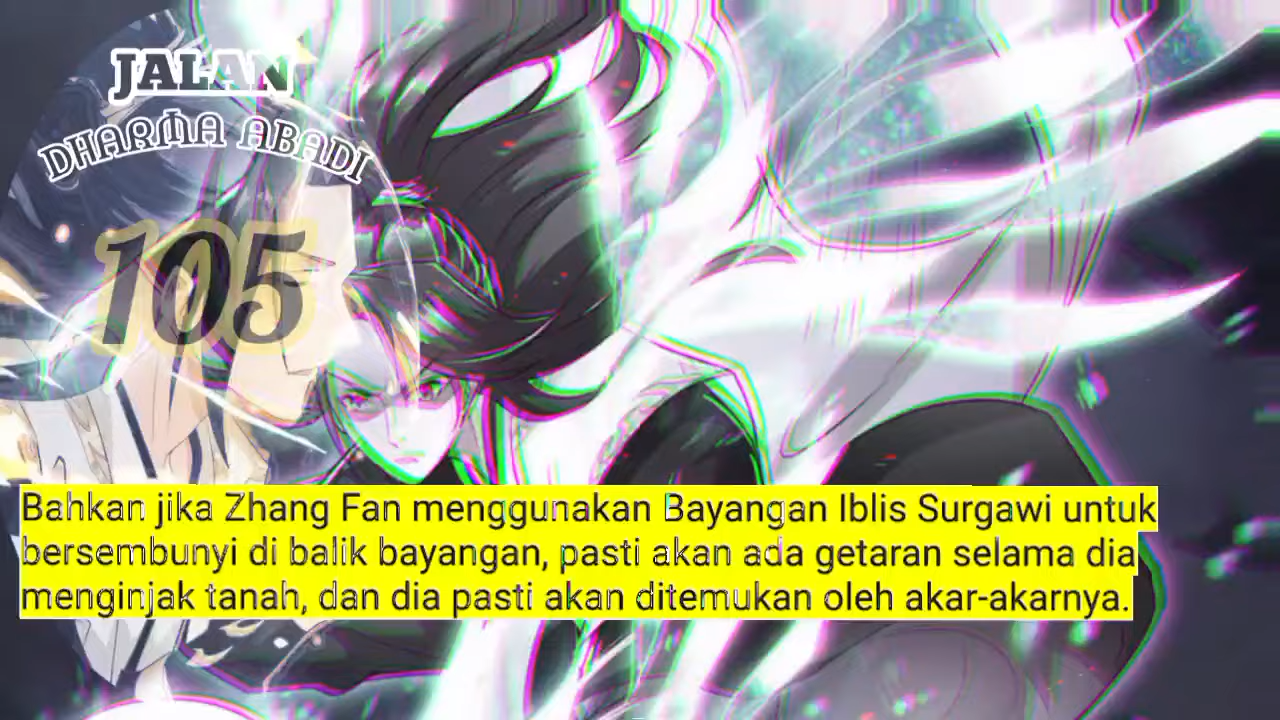 JALAN
DHARMA ABADI
105
Bahkan jika Zhang Fan menggunakan Bayangan Iblis Surgawi untuk
bersembunyi di balik bayangan, pasti akan ada getaran selama dia
menginjak tanah, dan dia pasti akan ditemukan oleh akar-akarnya.